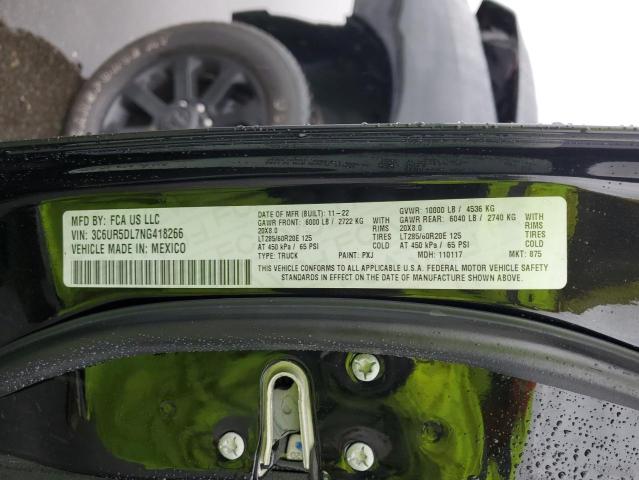 MFD BY: FCA US LLC
VIN: 3C6UR5DL7NG418266
VEHICLE MADE IN: MEXICO
DATE OF MFR (BUILT): 11-22
GAWR FRONT: 6000 LB / 2722 KG WITH
20X8.0 RIMS
LT285/60R20E 125 TIRES
AT 450 kPa / 65 PSI
TYPE: TRUCK PAINT: PXJ
GVWR: 10000 LB / 4536 KG
GAWR REAR: 6040 LB / 2740 KG WITH
20X8.0 RIMS
LT285/60R20E 125 TIRES
AT 450 kPa / 65 PSI
MDH: 110117 MKT: 875
THIS VEHICLE CONFORMS TO ALL APPLICABLE U.S.A. FEDERAL MOTOR VEHICLE SAFETY
STANDARDS IN EFFECT ON THE DATE OF MANUFACTURE SHOWN ABOVE.